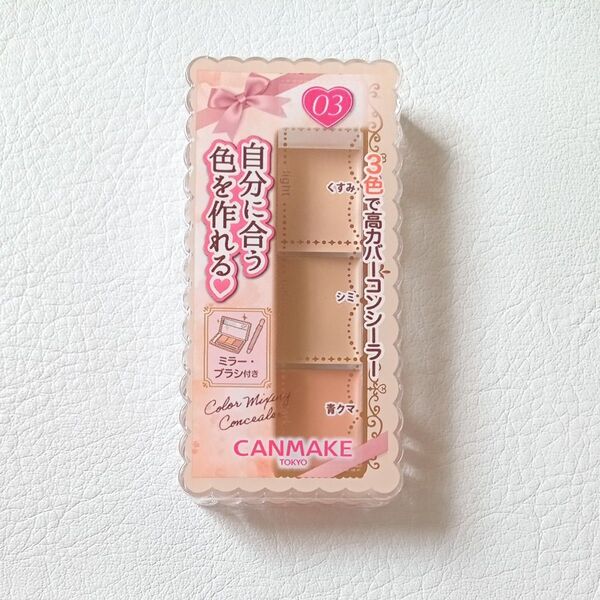 03
3色で高カバーコンシーラー
自分に合う
色を作れる♥
light
くすみ
シミ
青クマ
ミラー・
ブラシ付き
Color Mixing
Concealer
CANMAKE
TOKYO